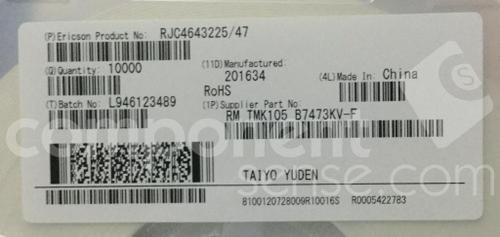 (P)Ericson Product No: RJC4643225/47
(Q)Quantity: 10000
(11D)Manufactured: 201634
(4L)Made In: China
RoHS
(T)Batch No: L946123489
(1P)Supplier Part No:
RM TMK105 B7473KV-F
TAIYO YUDEN
8100120728009R10016S R0005422783
component
sense.com